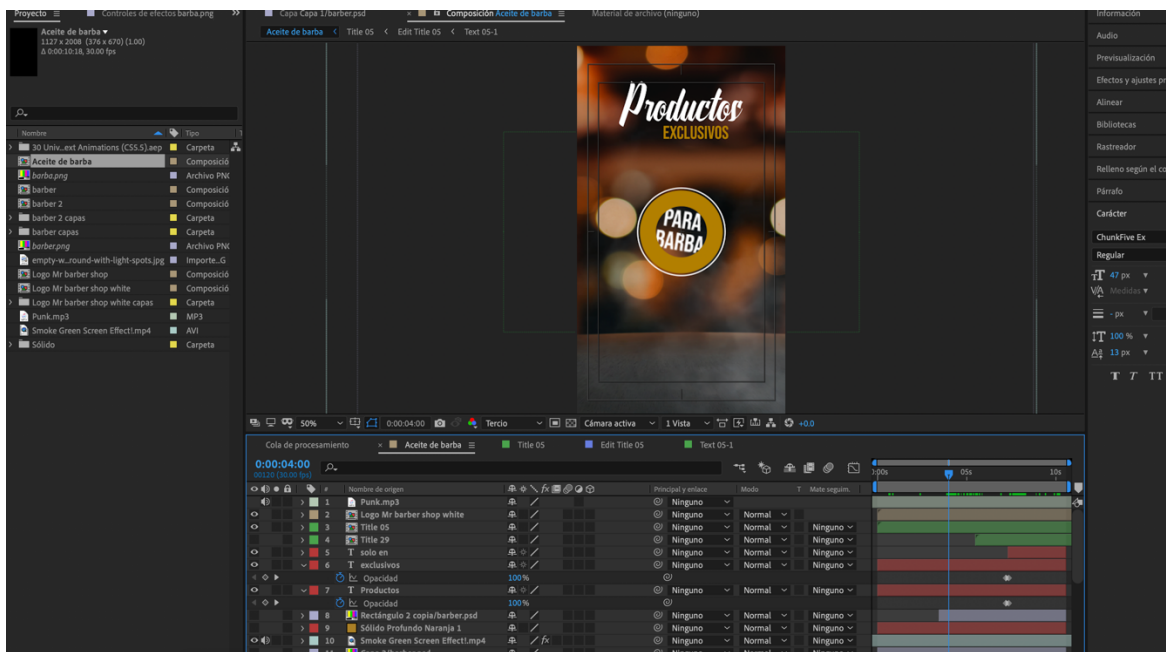 Proyecto
Controles de efectos barba.png
Capa Capa 1/barber.psd
Composición Aceite de barba
Material de archivo (ninguno)
Información
Aceite de barba
1127 x 2008 (376 x 670) (1.00)
Δ 0:00:10:18, 30.00 fps
Aceite de barba
Title 05
Edit Title 05
Text 05-1
Audio
Previsualización
Efectos y ajustes pr
Alinear
Bibliotecas
Rastreador
Relleno según el co
Párrafo
Carácter
ChunkFive Ex
Regular
47 px
Medidas
- px
100 %
13 px
T T TT
Nombre
Tipo
30 Univ...ext Animations (CS5.5).aep
Carpeta
Aceite de barba
Composició
barba.png
Archivo PNG
barber
Composició
barber 2
Composició
barber 2 capas
Carpeta
barber capas
Carpeta
barber.png
Archivo PNG
empty-w...round-with-light-spots.jpg
Importe...G
Logo Mr barber shop
Composició
Logo Mr barber shop white
Composició
Logo Mr barber shop white capas
Carpeta
Punk.mp3
MP3
Smoke Green Screen Effect!.mp4
AVI
Sólido
Carpeta
Productos
EXCLUSIVOS
PARA
BARBA
50%
0:00:04:00
Tercio
Cámara activa
1 Vista
+0.0
Cola de procesamiento
Aceite de barba
Title 05
Edit Title 05
Text 05-1
0:00:04:00
00120 (30.00 fps)
05s
10s
#
Nombre de origen
Principal y enlace
Modo
T
Mate seguim.
1 Punk.mp3 Ninguno
2 Logo Mr barber shop white Ninguno Normal
3 Title 05 Ninguno Normal Ninguno
4 Title 29 Ninguno Normal Ninguno
5 T solo en Ninguno Normal Ninguno
6 T exclusivos Ninguno Normal Ninguno
Opacidad 100%
7 T Productos Ninguno Normal Ninguno
Opacidad 100%
8 Rectángulo 2 copia/barber.psd Ninguno Normal Ninguno
9 Sólido Profundo Naranja 1 Ninguno Normal Ninguno
10 Smoke Green Screen Effect!.mp4 Ninguno Normal Ninguno